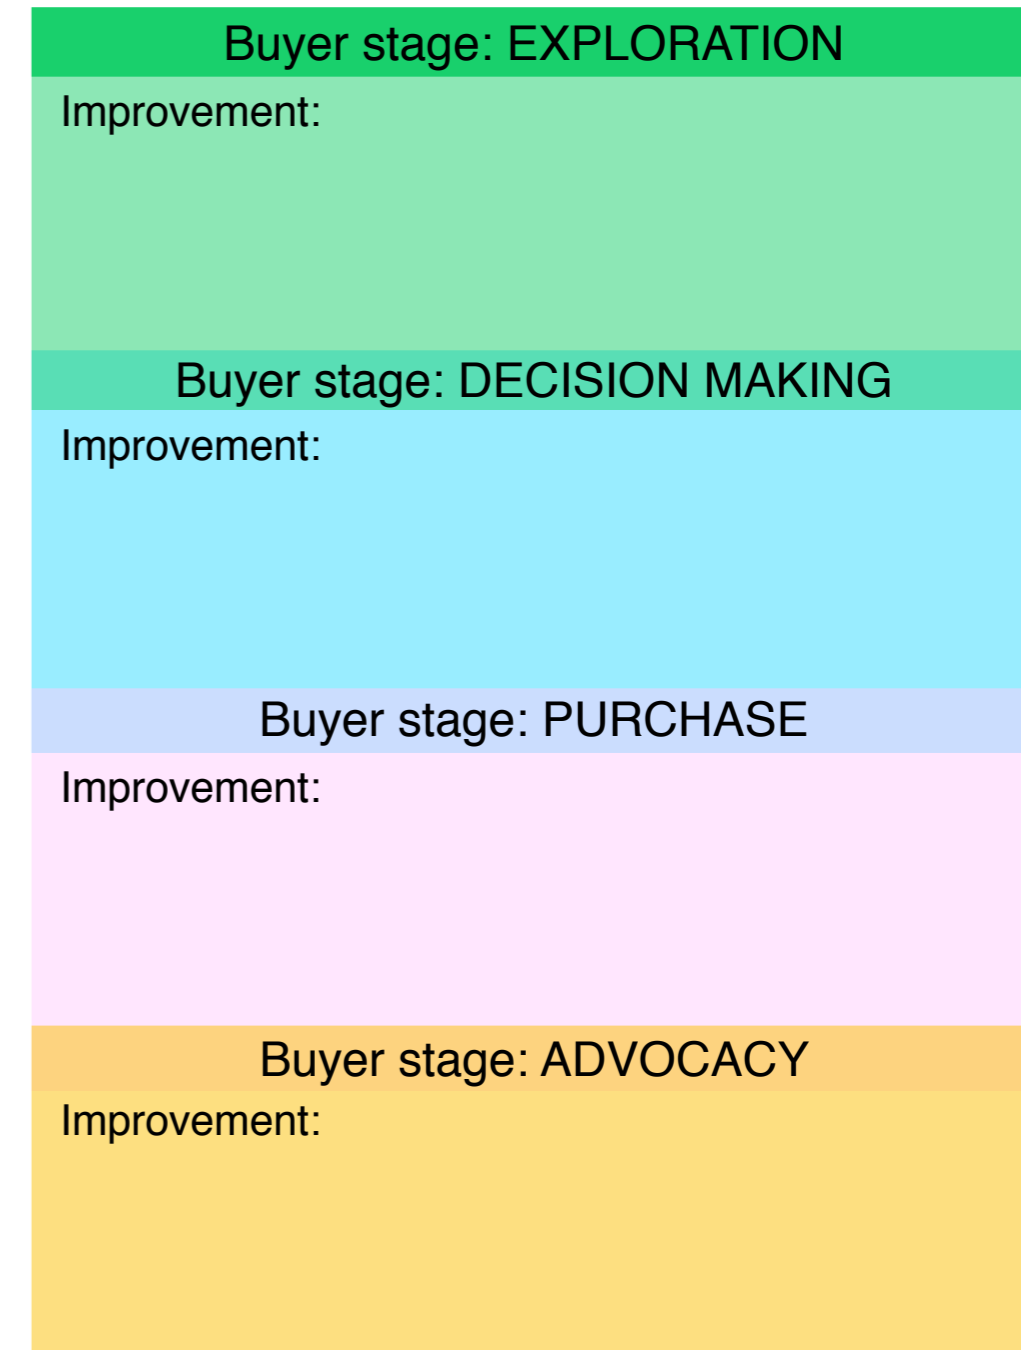 Buyer stage: EXPLORATION
Improvement:
Buyer stage: DECISION MAKING
Improvement:
Buyer stage: PURCHASE
Improvement:
Buyer stage: ADVOCACY
Improvement: